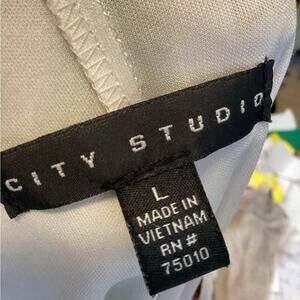 CITY STUDIO
L
MADE IN
VIETNAM
RN#
75010